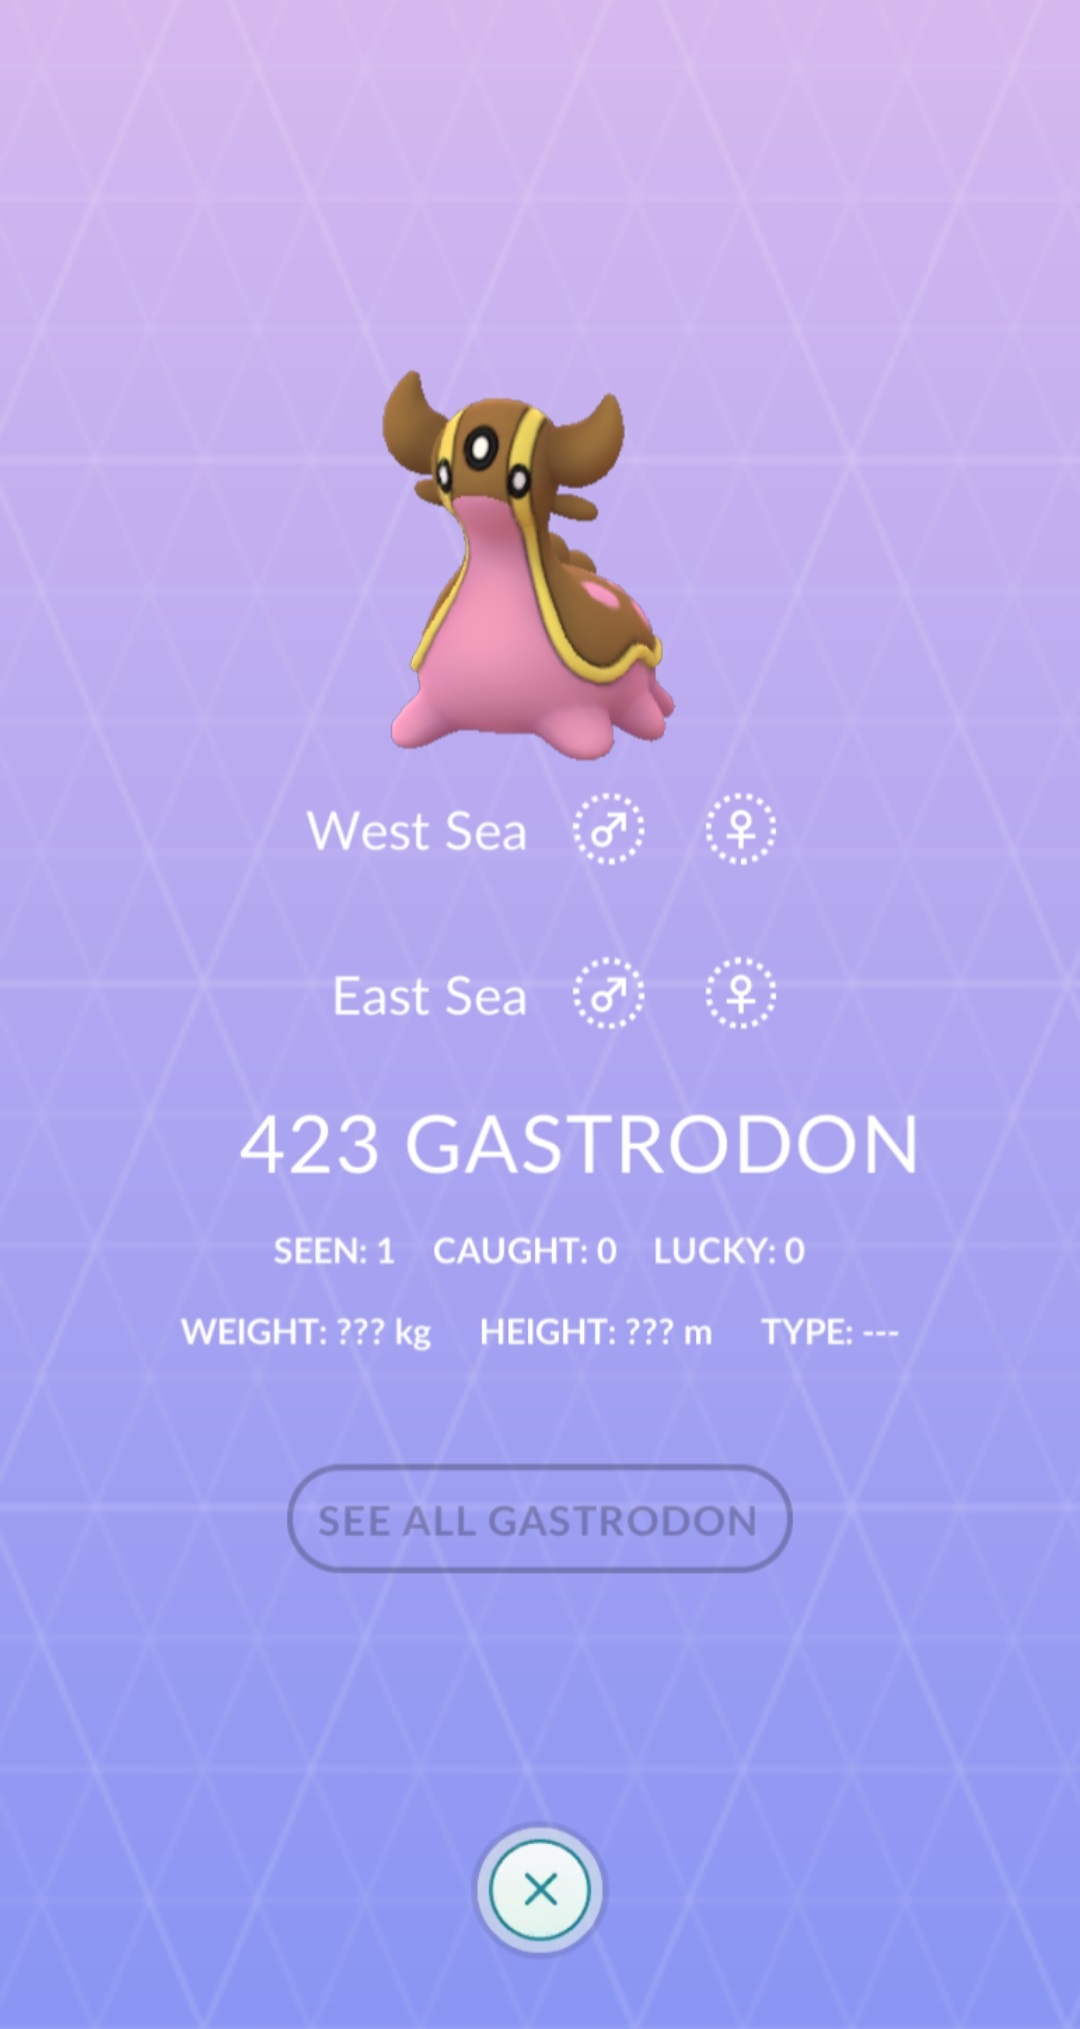 West Sea ♂ ♀
East Sea ♂ ♀
423 GASTRODON
SEEN: 1 CAUGHT: 0 LUCKY: 0
WEIGHT: ??? kg HEIGHT: ??? m TYPE: ---
SEE ALL GASTRODON